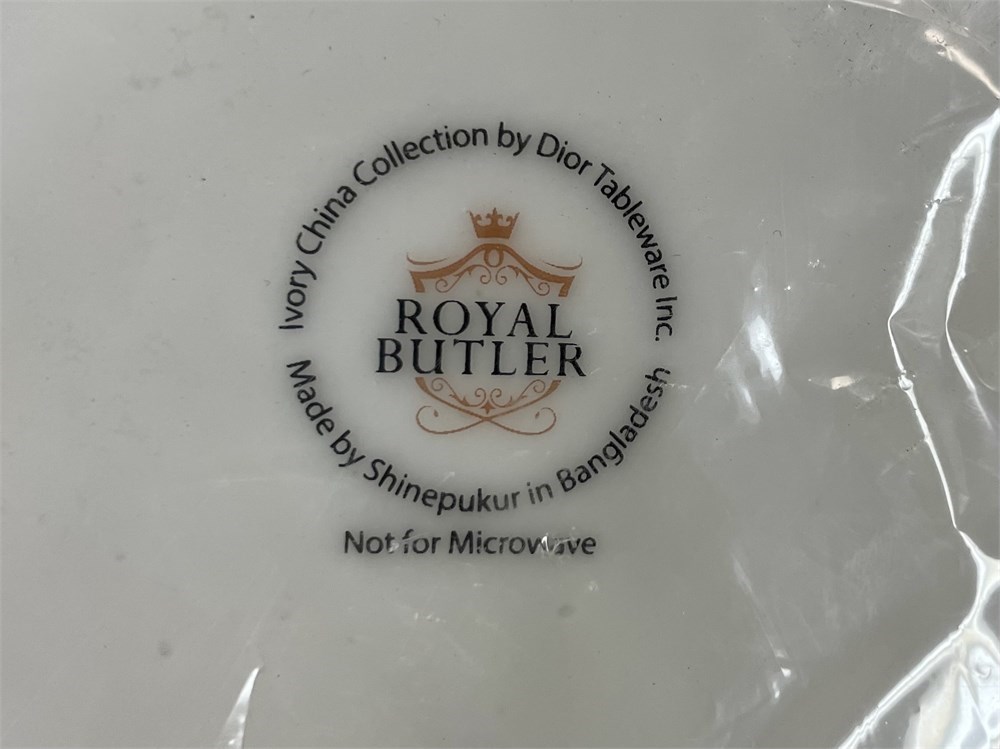 Ivory China Collection by Dior Tableware Inc.
ROYAL
BUTLER
Made by Shinepukur in Bangladesh
Not for Microwave